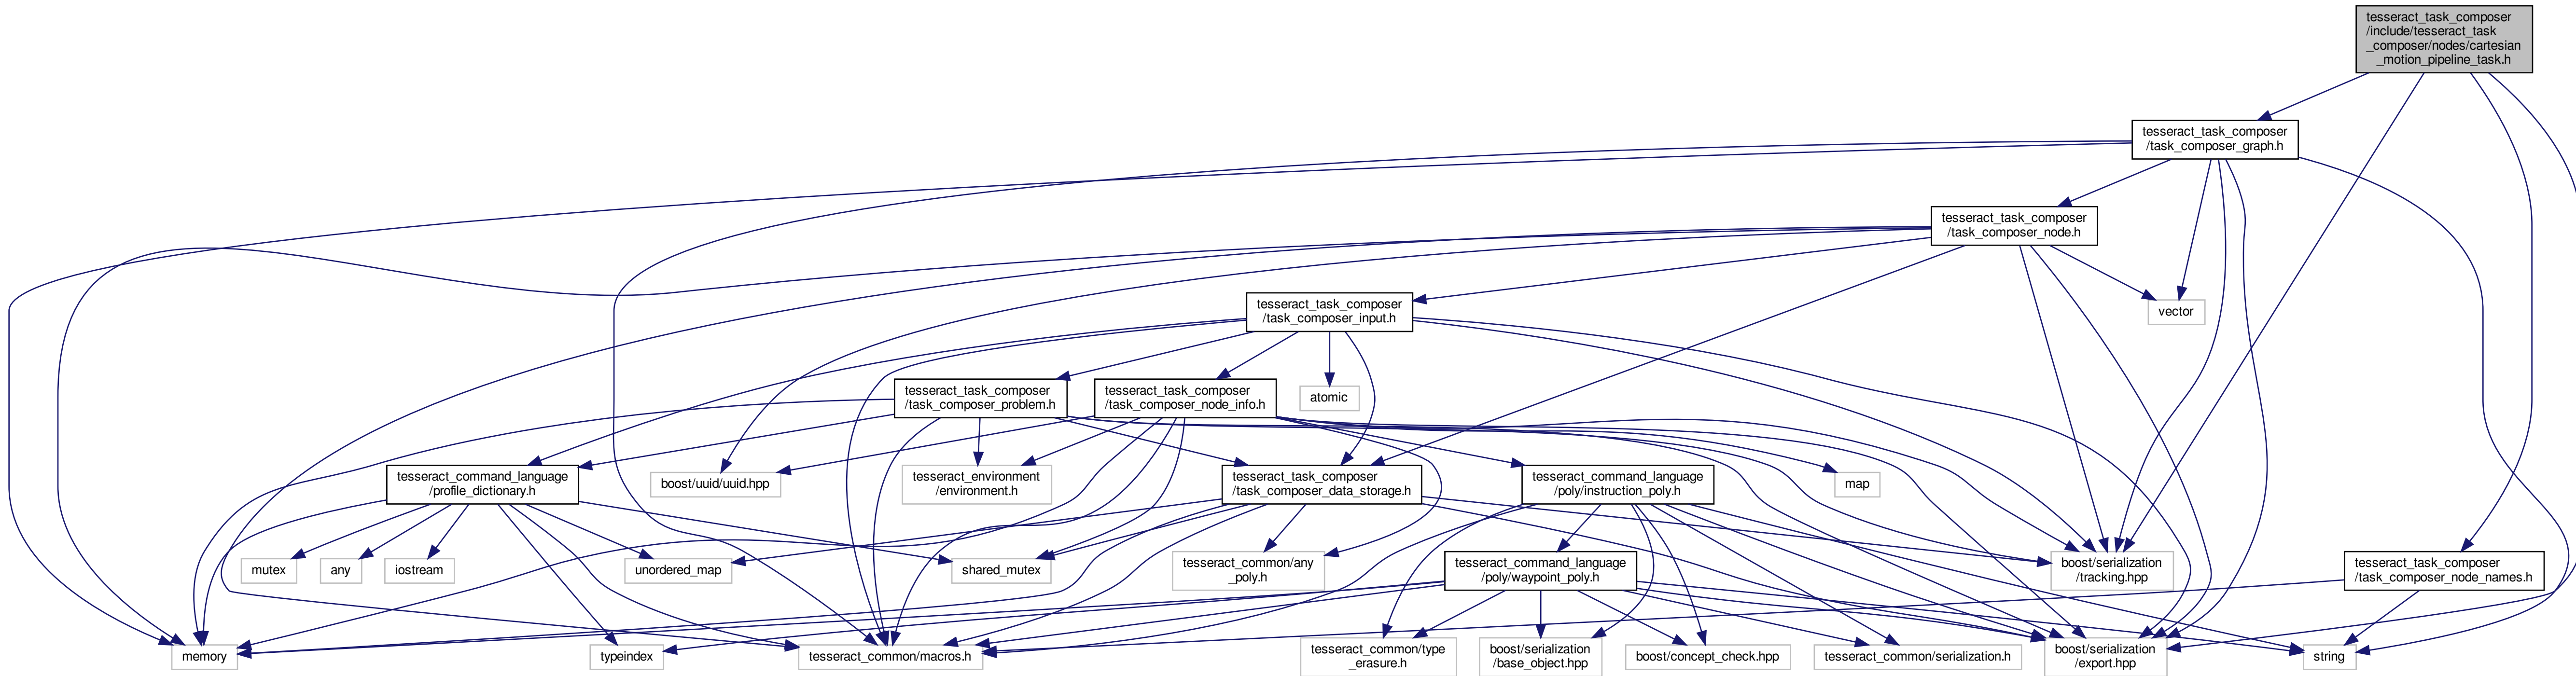 tesseract_task_composer
/include/tesseract_task
_composer/nodes/cartesian
_motion_pipeline_task.h
tesseract_task_composer
/task_composer_graph.h
tesseract_task_composer
/task_composer_node.h
tesseract_task_composer
/task_composer_input.h
vector
tesseract_task_composer
/task_composer_problem.h
tesseract_task_composer
/task_composer_node_info.h
atomic
tesseract_command_language
/profile_dictionary.h
boost/uuid/uuid.hpp
tesseract_environment
/environment.h
tesseract_task_composer
/task_composer_data_storage.h
tesseract_command_language
/poly/instruction_poly.h
map
mutex
any
iostream
unordered_map
shared_mutex
tesseract_common/any
_poly.h
tesseract_command_language
/poly/waypoint_poly.h
boost/serialization
/tracking.hpp
tesseract_task_composer
/task_composer_node_names.h
memory
typeindex
tesseract_common/macros.h
tesseract_common/type
_erasure.h
boost/serialization
/base_object.hpp
boost/concept_check.hpp
tesseract_common/serialization.h
boost/serialization
/export.hpp
string